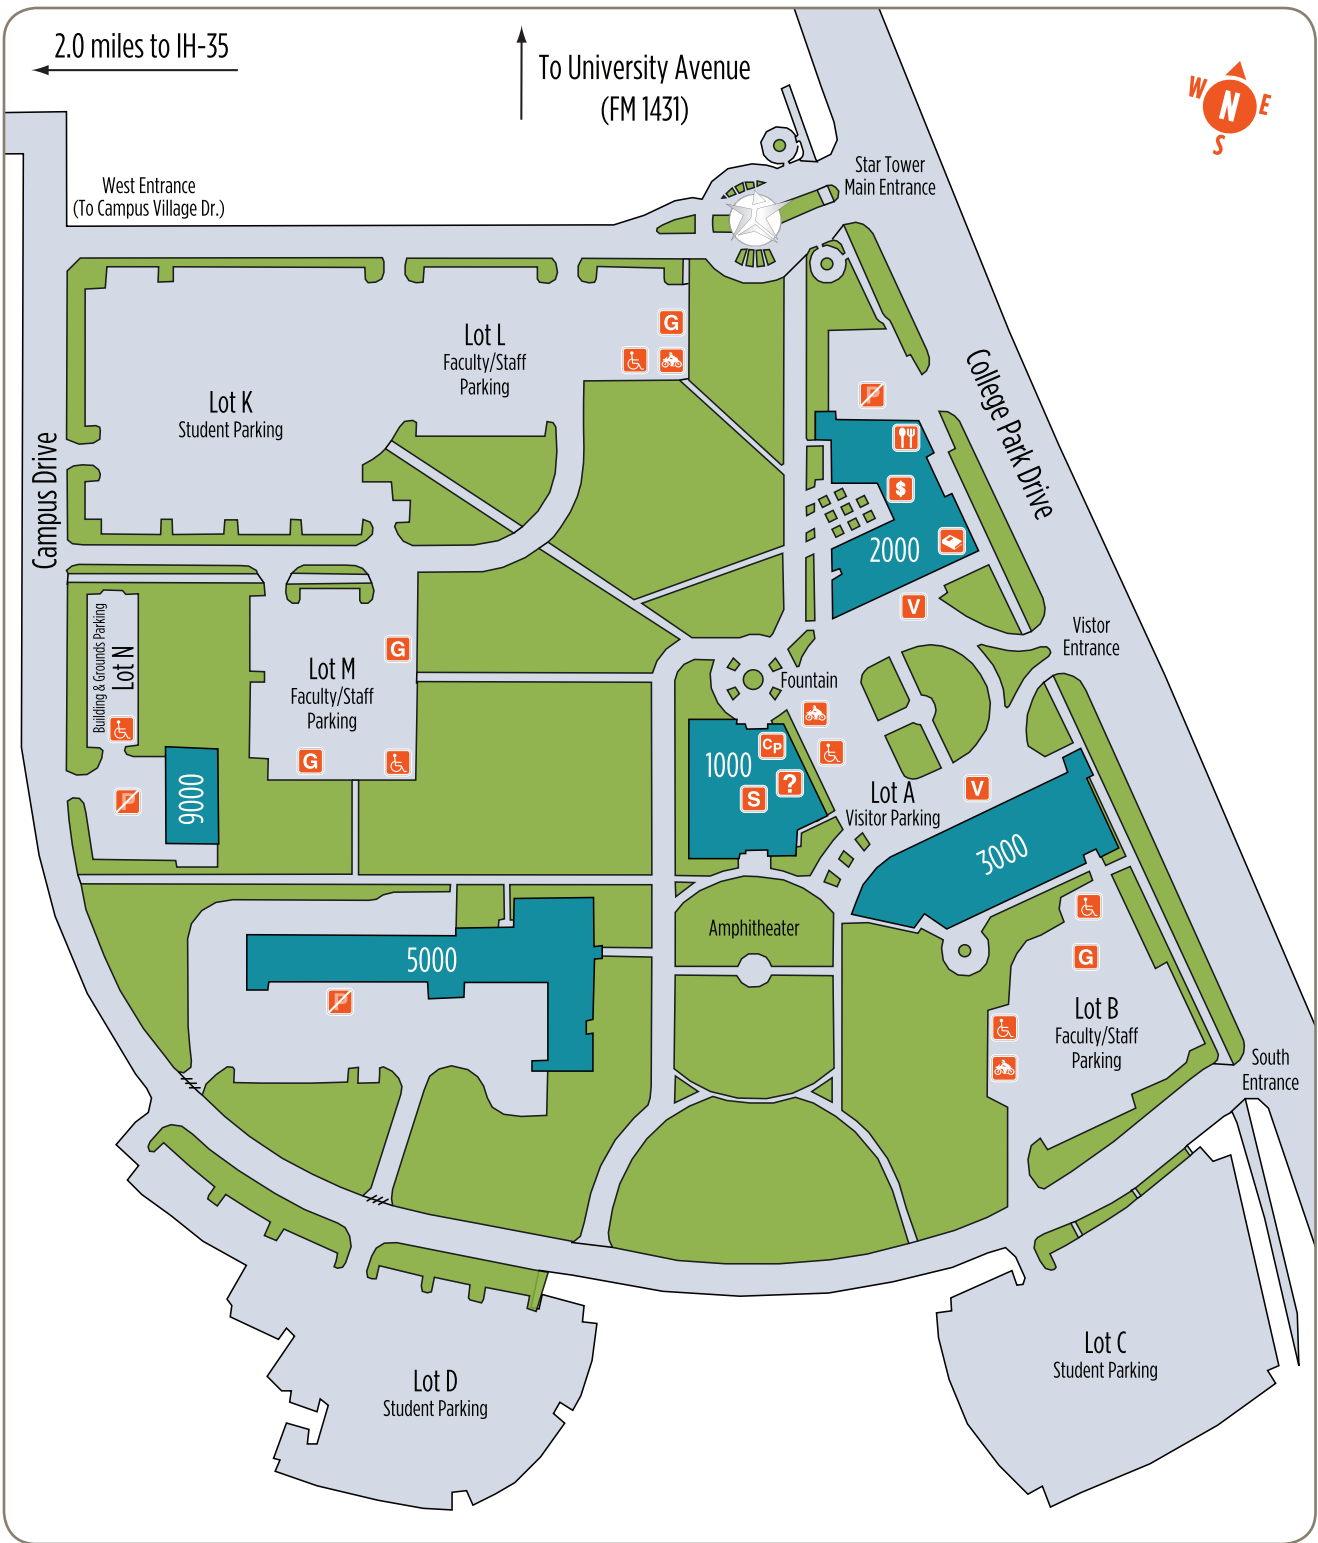 2.0 miles to IH-35
To University Avenue
(FM 1431)
W
N
E
S
Star Tower
Main Entrance
West Entrance
(To Campus Village Dr.)
G
Lot L
Faculty/Staff
Parking
Lot K
Student Parking
P
College Park Drive
Campus Drive
$
2000
V
Vistor
Entrance
Building & Grounds Parking
Lot N
G
Lot M
Faculty/Staff
Parking
G
Fountain
1000
CP
?
S
Lot A
Visitor Parking
V
P
9000
3000
Amphitheater
5000
P
G
Lot B
Faculty/Staff
Parking
South
Entrance
Lot C
Student Parking
Lot D
Student Parking